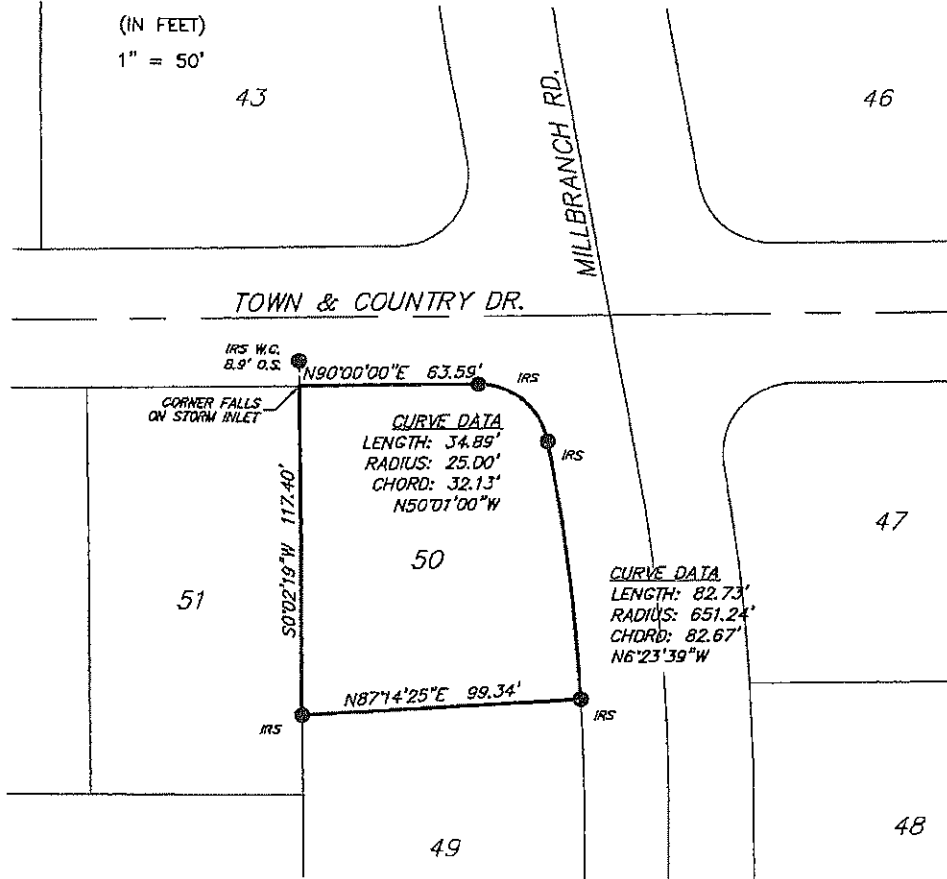 (IN FEET)
1" = 50'
43
46
MILLBRANCH RD.
TOWN & COUNTRY DR.
IRS W.C.
8.9' O.S.
N90°00'00"E 63.59'
IRS
CORNER FALLS
ON STORM INLET
CURVE DATA
LENGTH: 34.89'
RADIUS: 25.00'
CHORD: 32.13'
N50°01'00"W
IRS
S0°02'19"W 117.40'
50
51
47
CURVE DATA
LENGTH: 82.73'
RADIUS: 651.24'
CHORD: 82.67'
N6°23'39"W
N87°14'25"E 99.34'
IRS
IRS
49
48